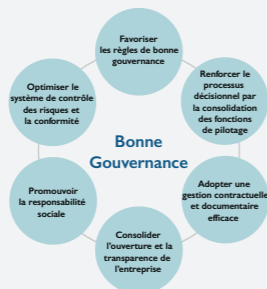 Favoriser
les règles de bonne
gouvernance
Renforcer le
processus
décisionnel par
la consolidation
des fonctions
de pilotage
Adopter une
gestion contractuelle
et documentaire
efficace
Consolider
l'ouverture et la
transparence de
l'entreprise
Promouvoir
la responsabilité
sociale
Optimiser le
système de contrôle
des risques et
la conformité
Bonne
Gouvernance